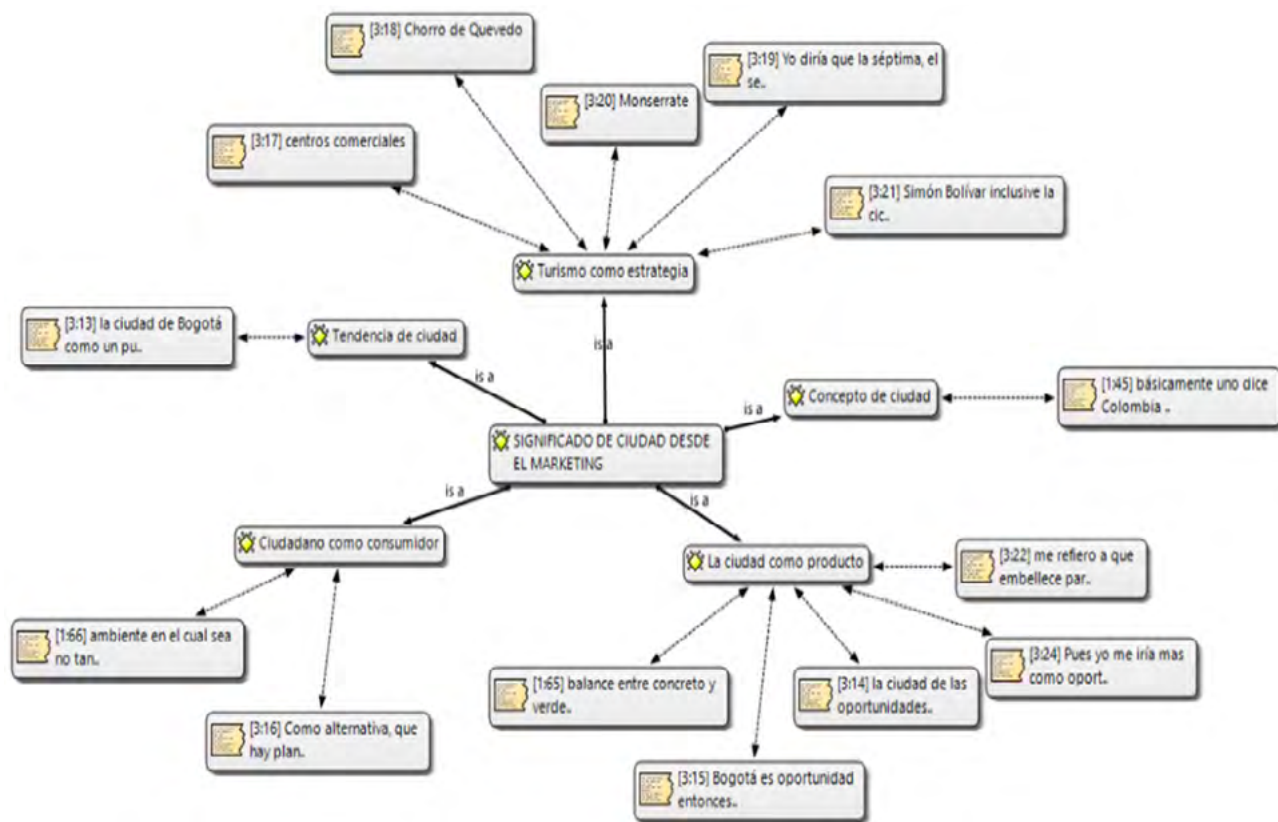 [3:18] Chorro de Quevedo
[3:19] Yo diría que la séptima, el
se..
[3:20] Monserrate
[3:17] centros comerciales
[3:21] Simón Bolívar inclusive la
cic..
Turismo como estrategia
[3:13] la ciudad de Bogotá
como un pu..
Tendencia de ciudad
is a
is a
Concepto de ciudad
[1:45] básicamente uno dice
Colombia ..
is a
SIGNIFICADO DE CIUDAD DESDE
EL MARKETING
is a
is a
Ciudadano como consumidor
La ciudad como producto
[3:22] me refiero a que
embellece par..
[1:66] ambiente en el cual sea
no tan..
[3:24] Pues yo me iría mas
como oport..
[1:65] balance entre concreto y
verde..
[3:14] la ciudad de las
oportunidades..
[3:16] Como alternativa, que
hay plan..
[3:15] Bogotá es oportunidad
entonces..